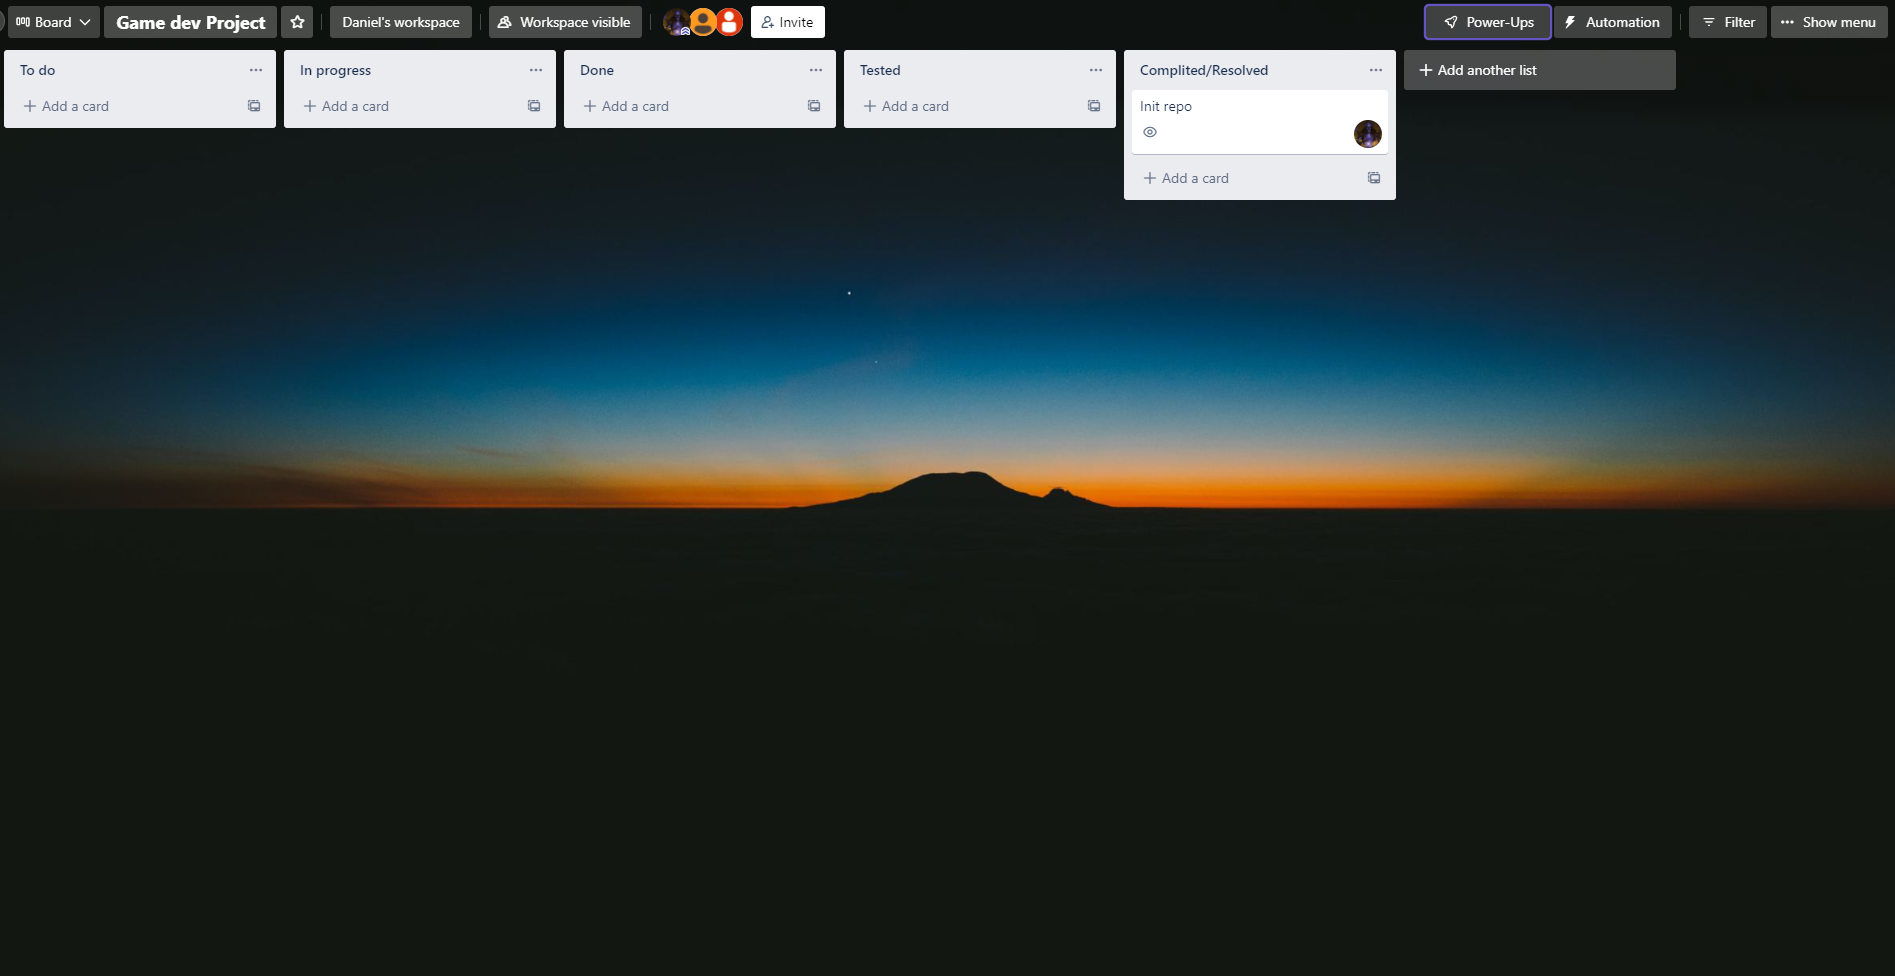 Board
Game dev Project
Daniel's workspace
Workspace visible
Invite
Power-Ups
Automation
Filter
Show menu
To do
Add a card
In progress
Add a card
Done
Add a card
Tested
Add a card
Complited/Resolved
Init repo
Add a card
Add another list